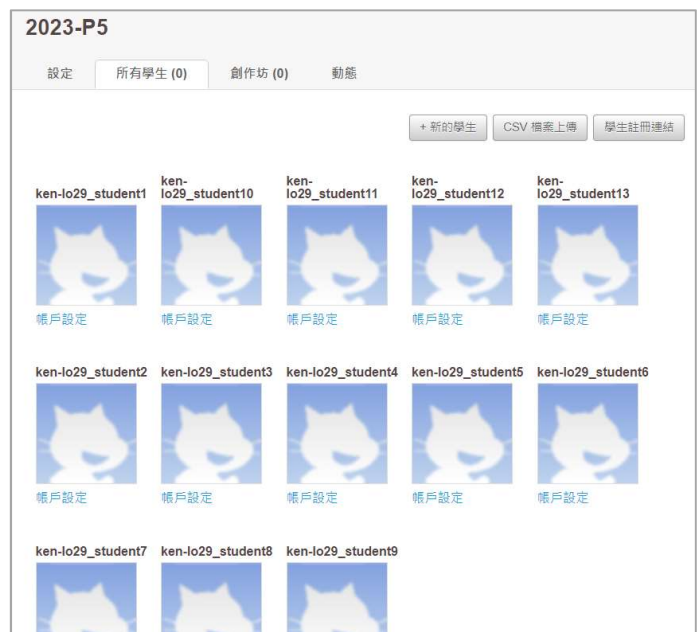 2023-P5
設定 所有學生 (0) 創作坊 (0) 動態
+ 新的學生 CSV 檔案上傳 學生註冊連結
ken-lo29_student1 ken- ken- ken- ken-
lo29_student10 lo29_student11 lo29_student12 lo29_student13
帳戶設定 帳戶設定 帳戶設定 帳戶設定 帳戶設定
ken-lo29_student2 ken-lo29_student3 ken-lo29_student4 ken-lo29_student5 ken-lo29_student6
帳戶設定 帳戶設定 帳戶設定 帳戶設定 帳戶設定
ken-lo29_student7 ken-lo29_student8 ken-lo29_student9